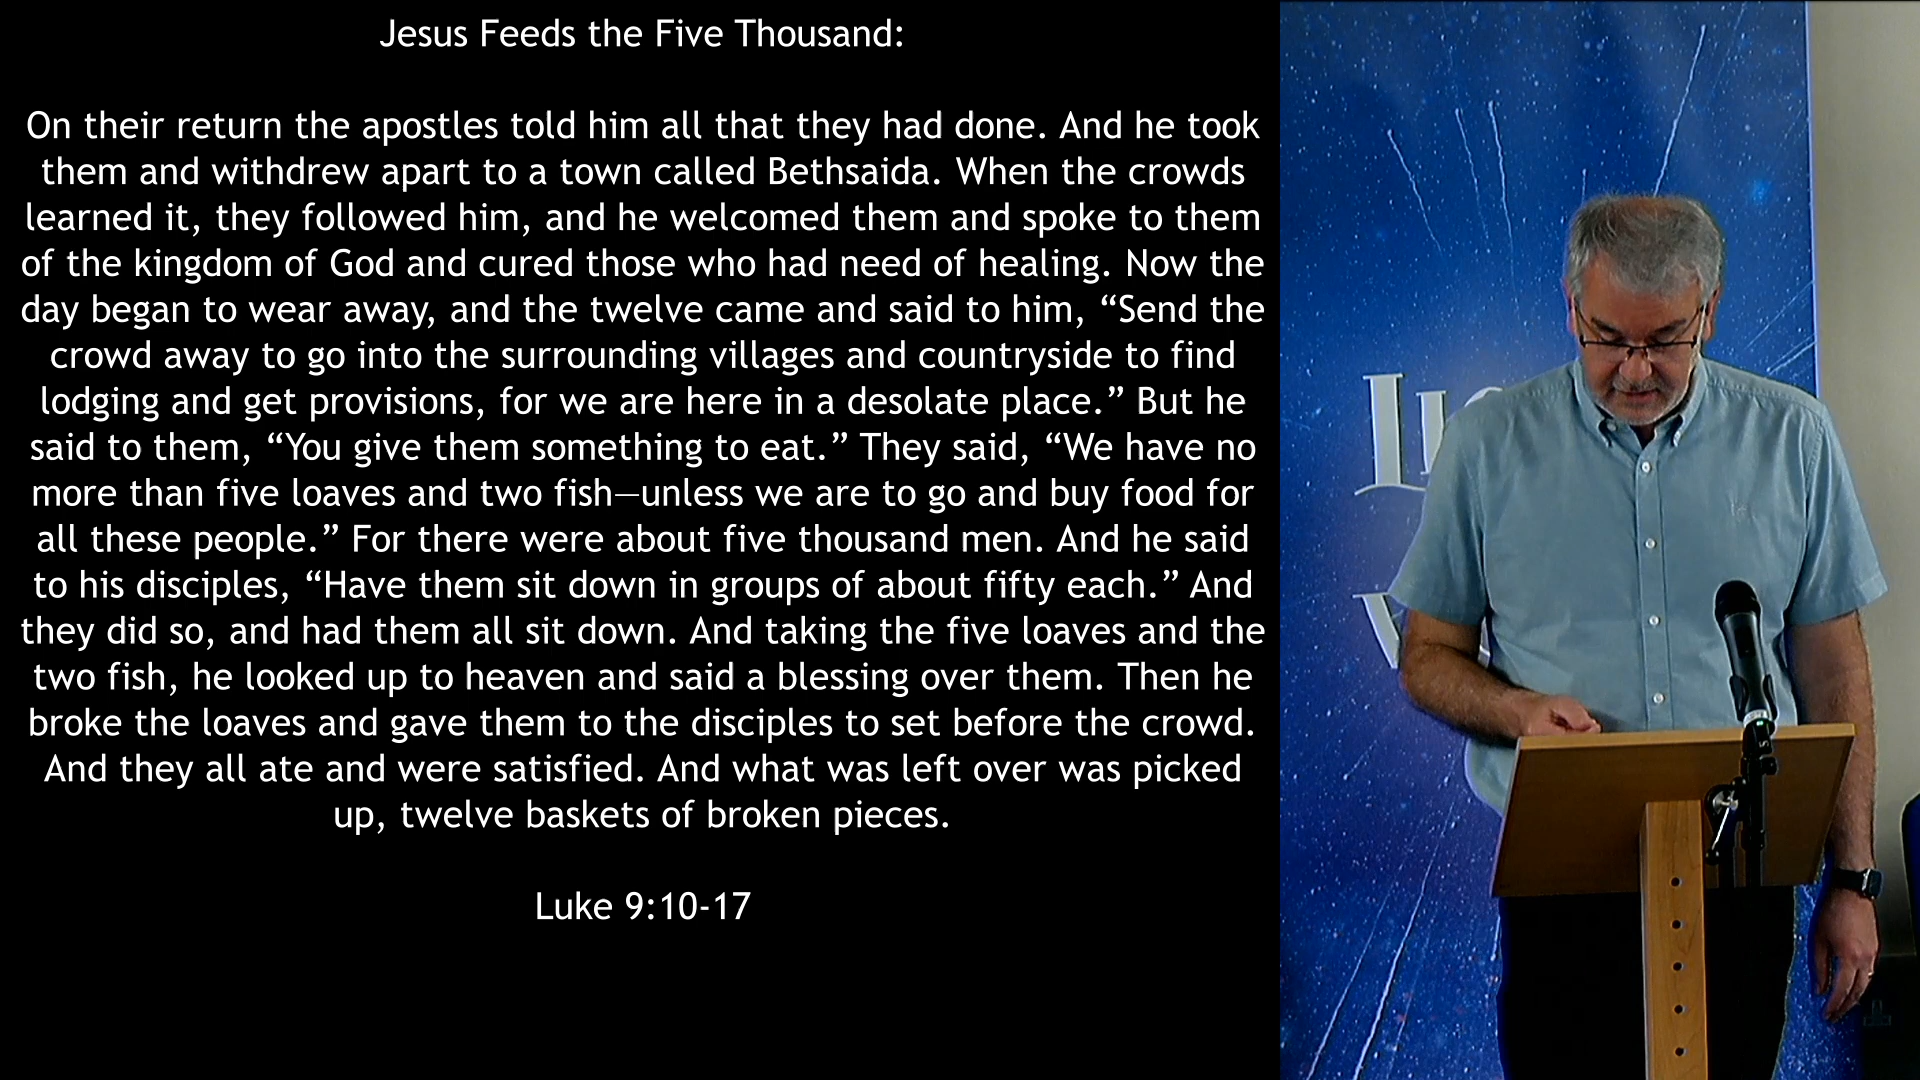 Jesus Feeds the Five Thousand:
On their return the apostles told him all that they had done. And he took
them and withdrew apart to a town called Bethsaida. When the crowds
learned it, they followed him, and he welcomed them and spoke to them
of the kingdom of God and cured those who had need of healing. Now the
day began to wear away, and the twelve came and said to him, “Send the
crowd away to go into the surrounding villages and countryside to find
lodging and get provisions, for we are here in a desolate place.” But he
said to them, “You give them something to eat.” They said, “We have no
more than five loaves and two fish—unless we are to go and buy food for
all these people.” For there were about five thousand men. And he said
to his disciples, “Have them sit down in groups of about fifty each.” And
they did so, and had them all sit down. And taking the five loaves and the
two fish, he looked up to heaven and said a blessing over them. Then he
broke the loaves and gave them to the disciples to set before the crowd.
And they all ate and were satisfied. And what was left over was picked
up, twelve baskets of broken pieces.
Luke 9:10-17